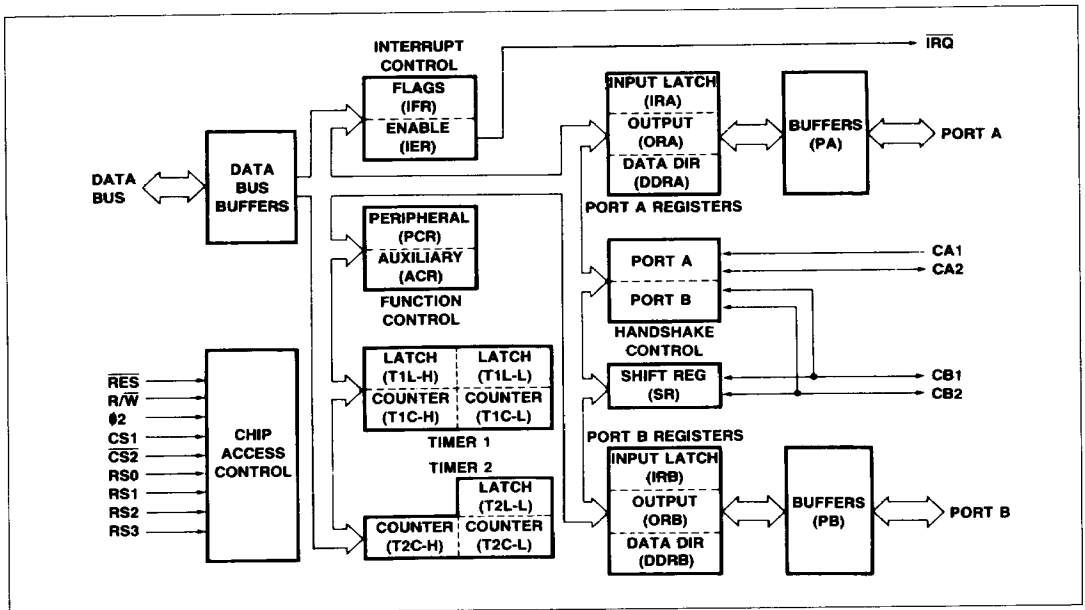 INTERRUPT
CONTROL
FLAGS
(IFR)
ENABLE
(IER)
I̅R̅Q̅
INPUT LATCH
(IRA)
OUTPUT
(ORA)
DATA DIR
(DDRA)
PORT A REGISTERS
BUFFERS
(PA)
PORT A
DATA
BUS
DATA
BUS
BUFFERS
PERIPHERAL
(PCR)
AUXILIARY
(ACR)
FUNCTION
CONTROL
PORT A
PORT B
HANDSHAKE
CONTROL
CA1
CA2
LATCH
(T1L-H)
LATCH
(T1L-L)
COUNTER
(T1C-H)
COUNTER
(T1C-L)
TIMER 1
SHIFT REG
(SR)
CB1
CB2
R̅E̅S̅
R/W̅
ϕ2
CS1
C̅S̅2̅
RS0
RS1
RS2
RS3
CHIP
ACCESS
CONTROL
TIMER 2
LATCH
(T2L-L)
COUNTER
(T2C-H)
COUNTER
(T2C-L)
PORT B REGISTERS
INPUT LATCH
(IRB)
OUTPUT
(ORB)
DATA DIR
(DDRB)
BUFFERS
(PB)
PORT B